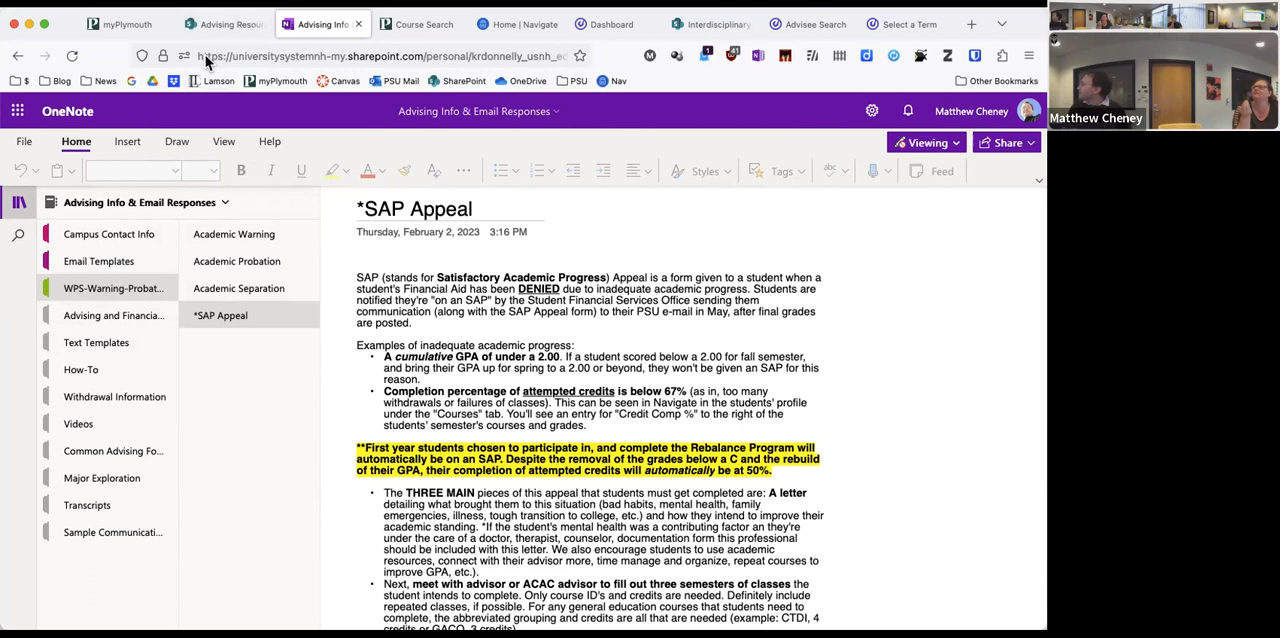 myPlymouth
Advising Resour
Advising Info
Course Search
Home | Navigate
Dashboard
Interdisciplinary
Advisee Search
Select a Term
https://universitysystemnh-my.sharepoint.com/personal/krdonnelly_usnh_ed
$
Blog
News
Lamson
myPlymouth
Canvas
PSU Mail
SharePoint
OneDrive
PSU
Nav
Other Bookmarks
OneNote
Advising Info & Email Responses
Matthew Cheney
File
Home
Insert
Draw
View
Help
Viewing
Share
B I U
A
Styles
Tags
abc
Feed
Advising Info & Email Responses
Campus Contact Info
Email Templates
WPS-Warning-Probat...
Advising and Financia...
Text Templates
How-To
Withdrawal Information
Videos
Common Advising Fo...
Major Exploration
Transcripts
Sample Communicati...
Academic Warning
Academic Probation
Academic Separation
*SAP Appeal
*SAP Appeal
Thursday, February 2, 2023 3:16 PM
SAP (stands for Satisfactory Academic Progress) Appeal is a form given to a student when a
student's Financial Aid has been DENIED due to inadequate academic progress. Students are
notified they're "on an SAP" by the Student Financial Services Office sending them
communication (along with the SAP Appeal form) to their PSU e-mail in May, after final grades
are posted.
Examples of inadequate academic progress:
• A cumulative GPA of under a 2.00. If a student scored below a 2.00 for fall semester,
and bring their GPA up for spring to a 2.00 or beyond, they won't be given an SAP for this
reason.
• Completion percentage of attempted credits is below 67% (as in, too many
withdrawals or failures of classes). This can be seen in Navigate in the students' profile
under the "Courses" tab. You'll see an entry for "Credit Comp %" to the right of the
students' semester's courses and grades.
**First year students chosen to participate in, and complete the Rebalance Program will
automatically be on an SAP. Despite the removal of the grades below a C and the rebuild
of their GPA, their completion of attempted credits will automatically be at 50%.
• The THREE MAIN pieces of this appeal that students must get completed are: A letter
detailing what brought them to this situation (bad habits, mental health, family
emergencies, illness, tough transition to college, etc.) and how they intend to improve their
academic standing. *If the student's mental health was a contributing factor an they're
under the care of a doctor, therapist, counselor, documentation form this professional
should be included with this letter. We also encourage students to use academic
resources, connect with their advisor more, time manage and organize, repeat courses to
improve GPA, etc.).
• Next, meet with advisor or ACAC advisor to fill out three semesters of classes the
student intends to complete. Only course ID's and credits are needed. Definitely include
repeated classes, if possible. For any general education courses that students need to
complete, the abbreviated grouping and credits are all that are needed (example: CTDI, 4
credits or GACO, 3 credits)
Matthew Cheney